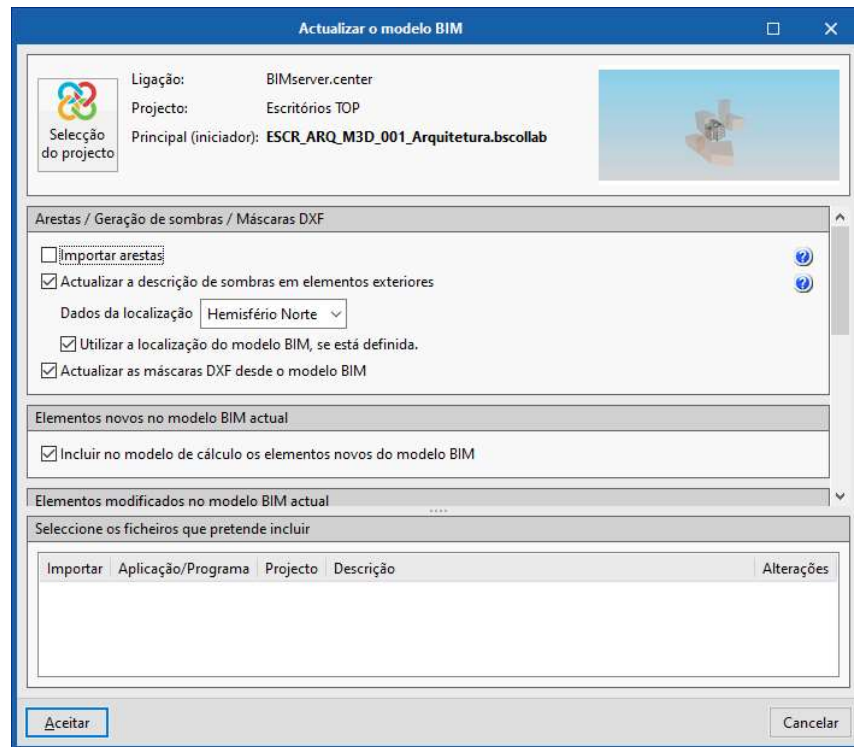 Actualizar o modelo BIM
Selecção
do projecto
Ligação: BIMserver.center
Projecto: Escritórios TOP
Principal (iniciador): ESCR_ARQ_M3D_001_Arquitetura.bscollab
Arestas / Geração de sombras / Máscaras DXF
Importar arestas
Actualizar a descrição de sombras em elementos exteriores
Dados da localização Hemisfério Norte
Utilizar a localização do modelo BIM, se está definida.
Actualizar as máscaras DXF desde o modelo BIM
Elementos novos no modelo BIM actual
Incluir no modelo de cálculo os elementos novos do modelo BIM
Elementos modificados no modelo BIM actual
Seleccione os ficheiros que pretende incluir
Importar Aplicação/Programa Projecto Descrição Alterações
Aceitar Cancelar